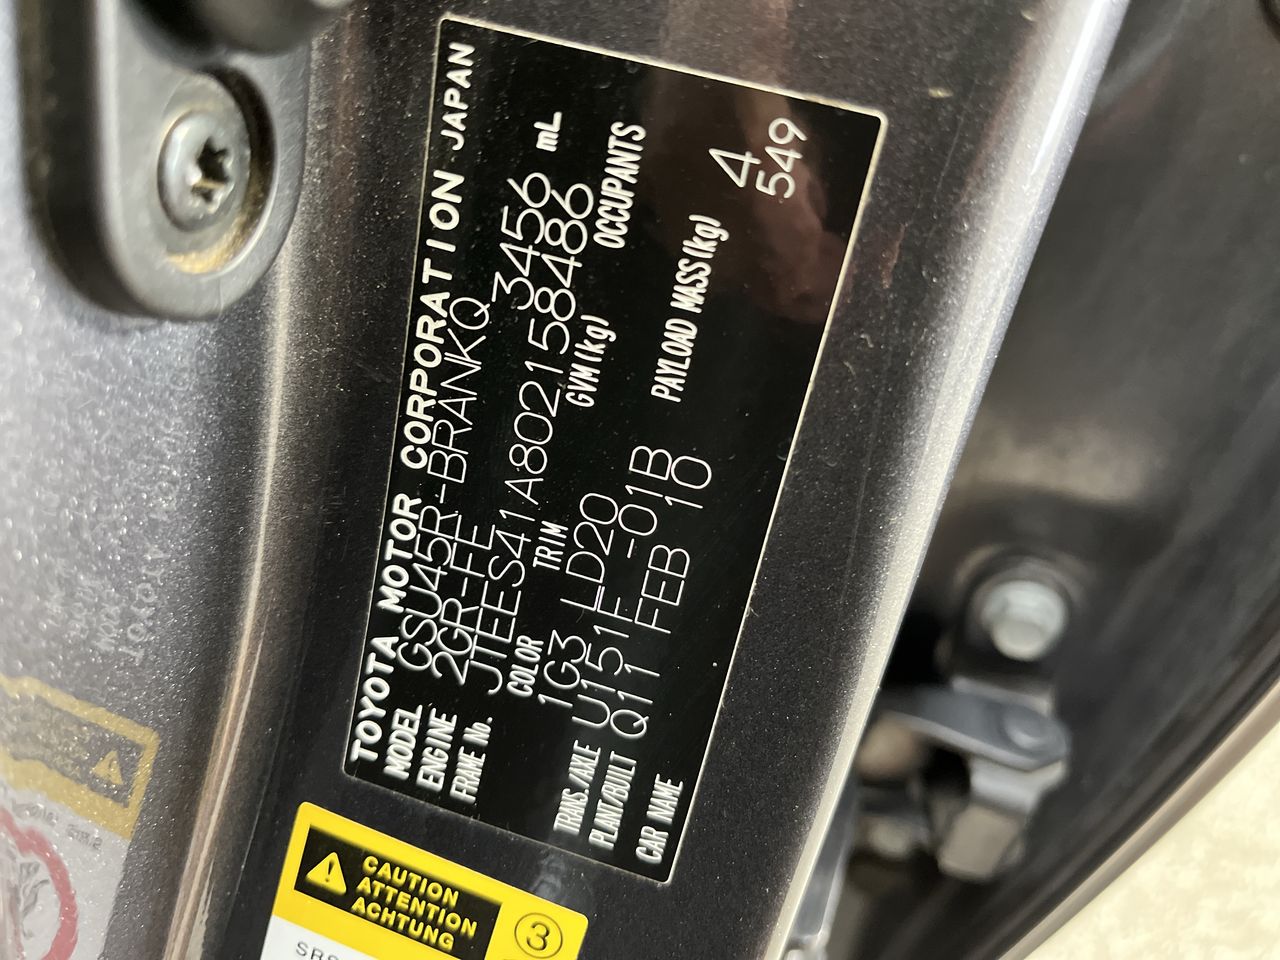 TOYOTA MOTOR CORPORATION JAPAN
MODEL GSU45R-BRANKQ
ENGINE 2GR-FE 3456 mL
FRAME No. JTEES41A802158486
COLOR TRIM GVM(kg) OCCUPANTS
1G3 LD20 4
TRANS./AXLE U151F -01B PAYLOAD MASS(kg) 549
PLANT/BUILT Q11 FEB 10
CAR NAME
CAUTION
ATTENTION
ACHTUNG
3
SRS